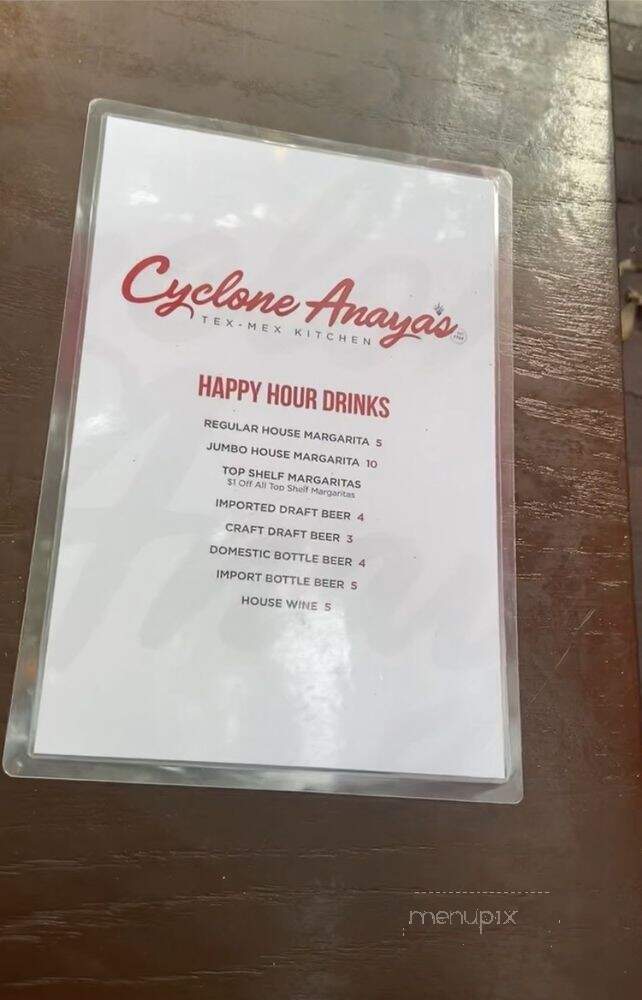 Cyclone Anaya's
TEX-MEX KITCHEN
HAPPY HOUR DRINKS
REGULAR HOUSE MARGARITA 5
JUMBO HOUSE MARGARITA 10
TOP SHELF MARGARITAS
$1 Off All Top Shelf Margaritas
IMPORTED DRAFT BEER 4
CRAFT DRAFT BEER 3
DOMESTIC BOTTLE BEER 4
IMPORT BOTTLE BEER 5
HOUSE WINE 5
menupix